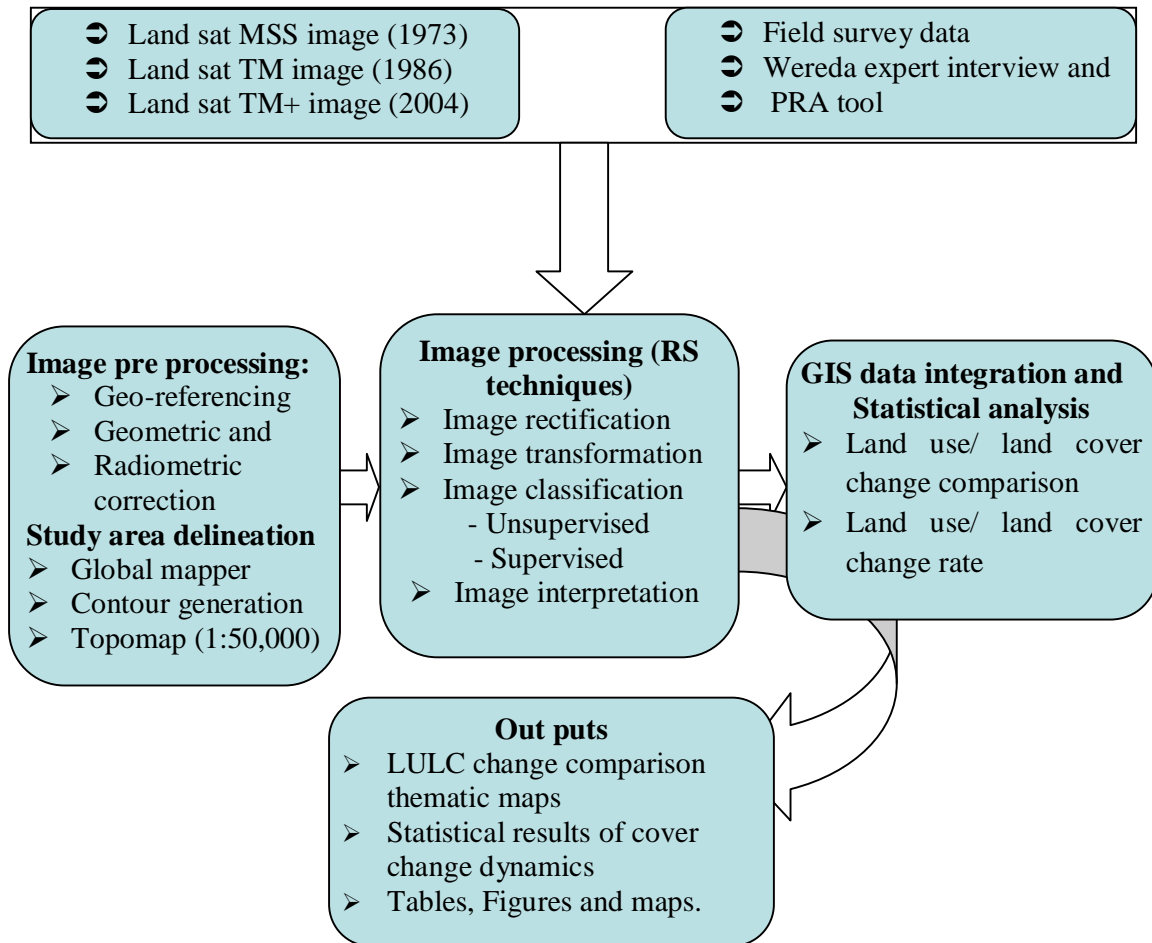 ➲ Land sat MSS image (1973)
➲ Land sat TM image (1986)
➲ Land sat TM+ image (2004)
➲ Field survey data
➲ Wereda expert interview and
➲ PRA tool
Image pre processing:
➢ Geo-referencing
➢ Geometric and
➢ Radiometric
correction
Study area delineation
➢ Global mapper
➢ Contour generation
➢ Topomap (1:50,000)
Image processing (RS
techniques)
➢ Image rectification
➢ Image transformation
➢ Image classification
- Unsupervised
- Supervised
➢ Image interpretation
GIS data integration and
Statistical analysis
➢ Land use/ land cover
change comparison
➢ Land use/ land cover
change rate
Out puts
➢ LULC change comparison
thematic maps
➢ Statistical results of cover
change dynamics
➢ Tables, Figures and maps.